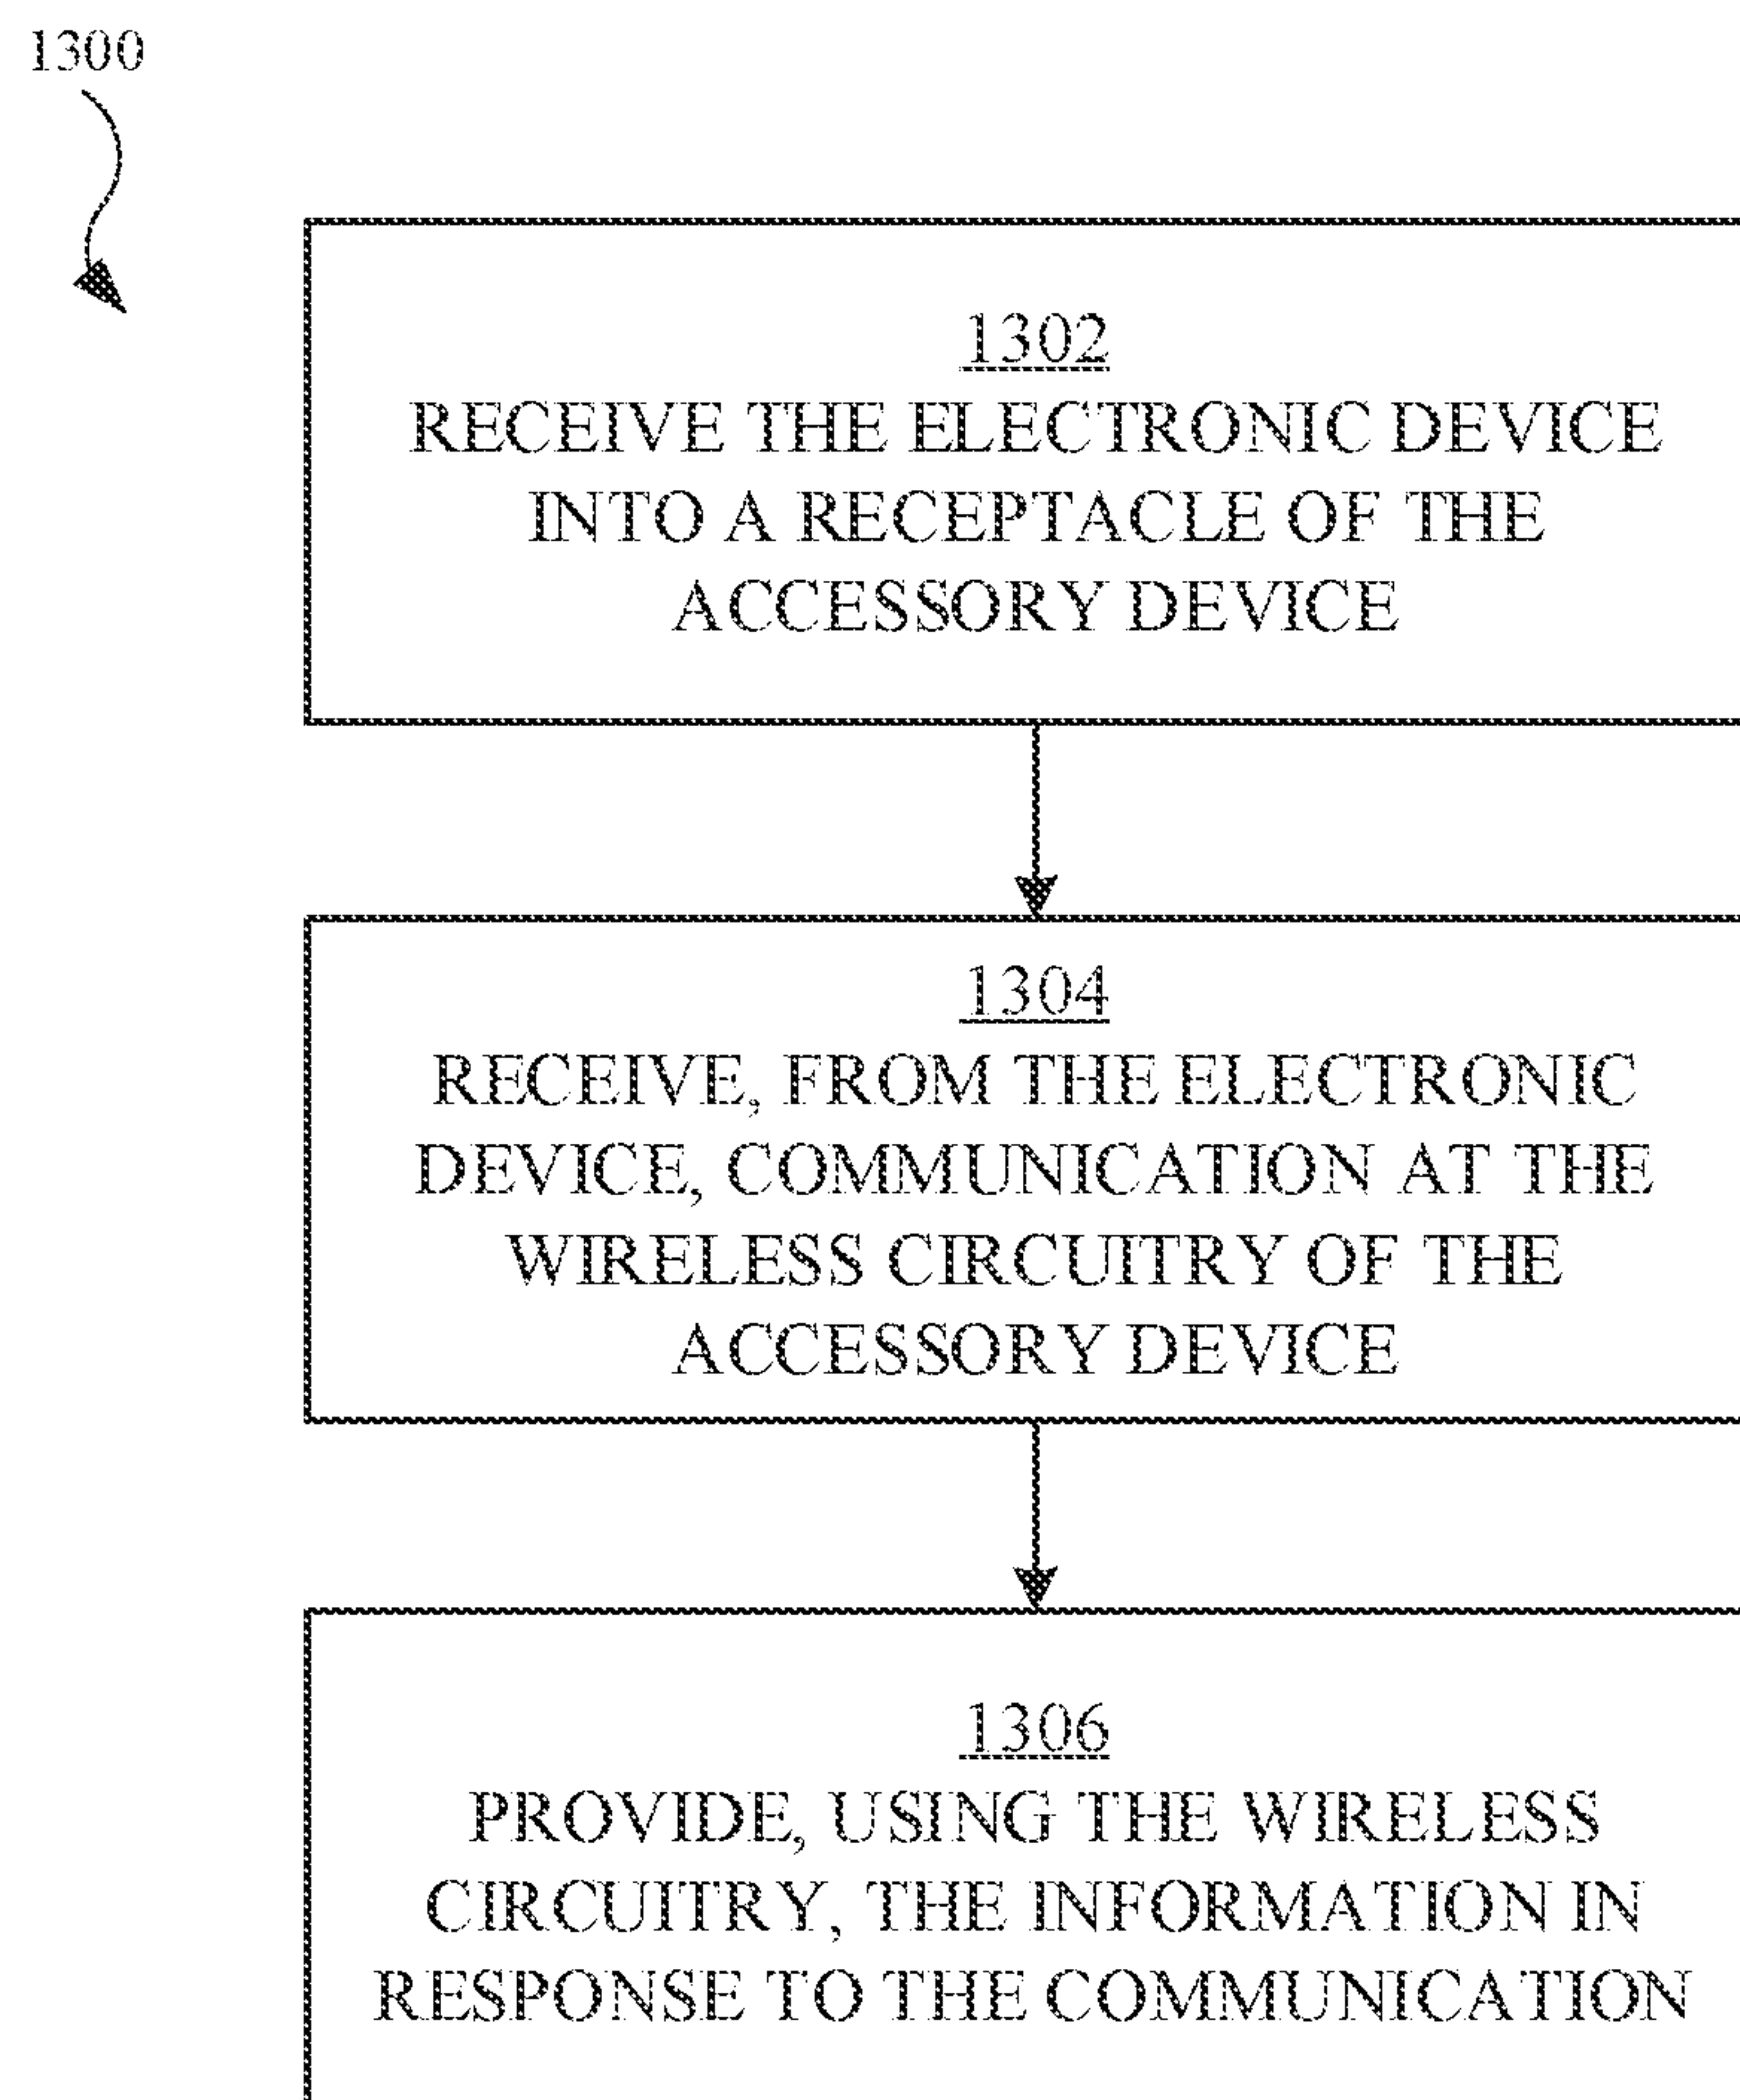 1300
1302
RECEIVE THE ELECTRONIC DEVICE
INTO A RECEPTACLE OF THE
ACCESSORY DEVICE
1304
RECEIVE, FROM THE ELECTRONIC
DEVICE, COMMUNICATION AT THE
WIRELESS CIRCUITRY OF THE
ACCESSORY DEVICE
1306
PROVIDE, USING THE WIRELESS
CIRCUITRY, THE INFORMATION IN
RESPONSE TO THE COMMUNICATION